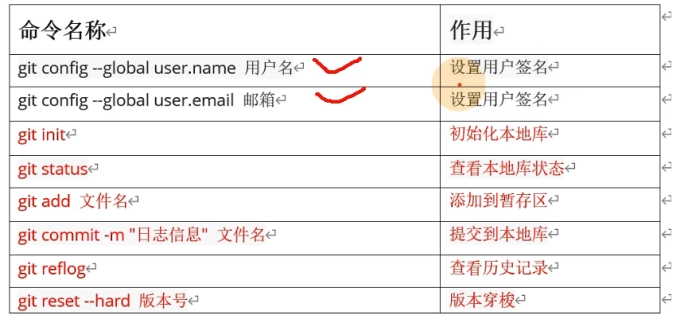 命令名称 作用
git config --global user.name 用户名 设置用户签名
git config --global user.email 邮箱 设置用户签名
git init 初始化本地库
git status 查看本地库状态
git add 文件名 添加到暂存区
git commit -m "日志信息" 文件名 提交到本地库
git reflog 查看历史记录
git reset --hard 版本号 版本穿梭